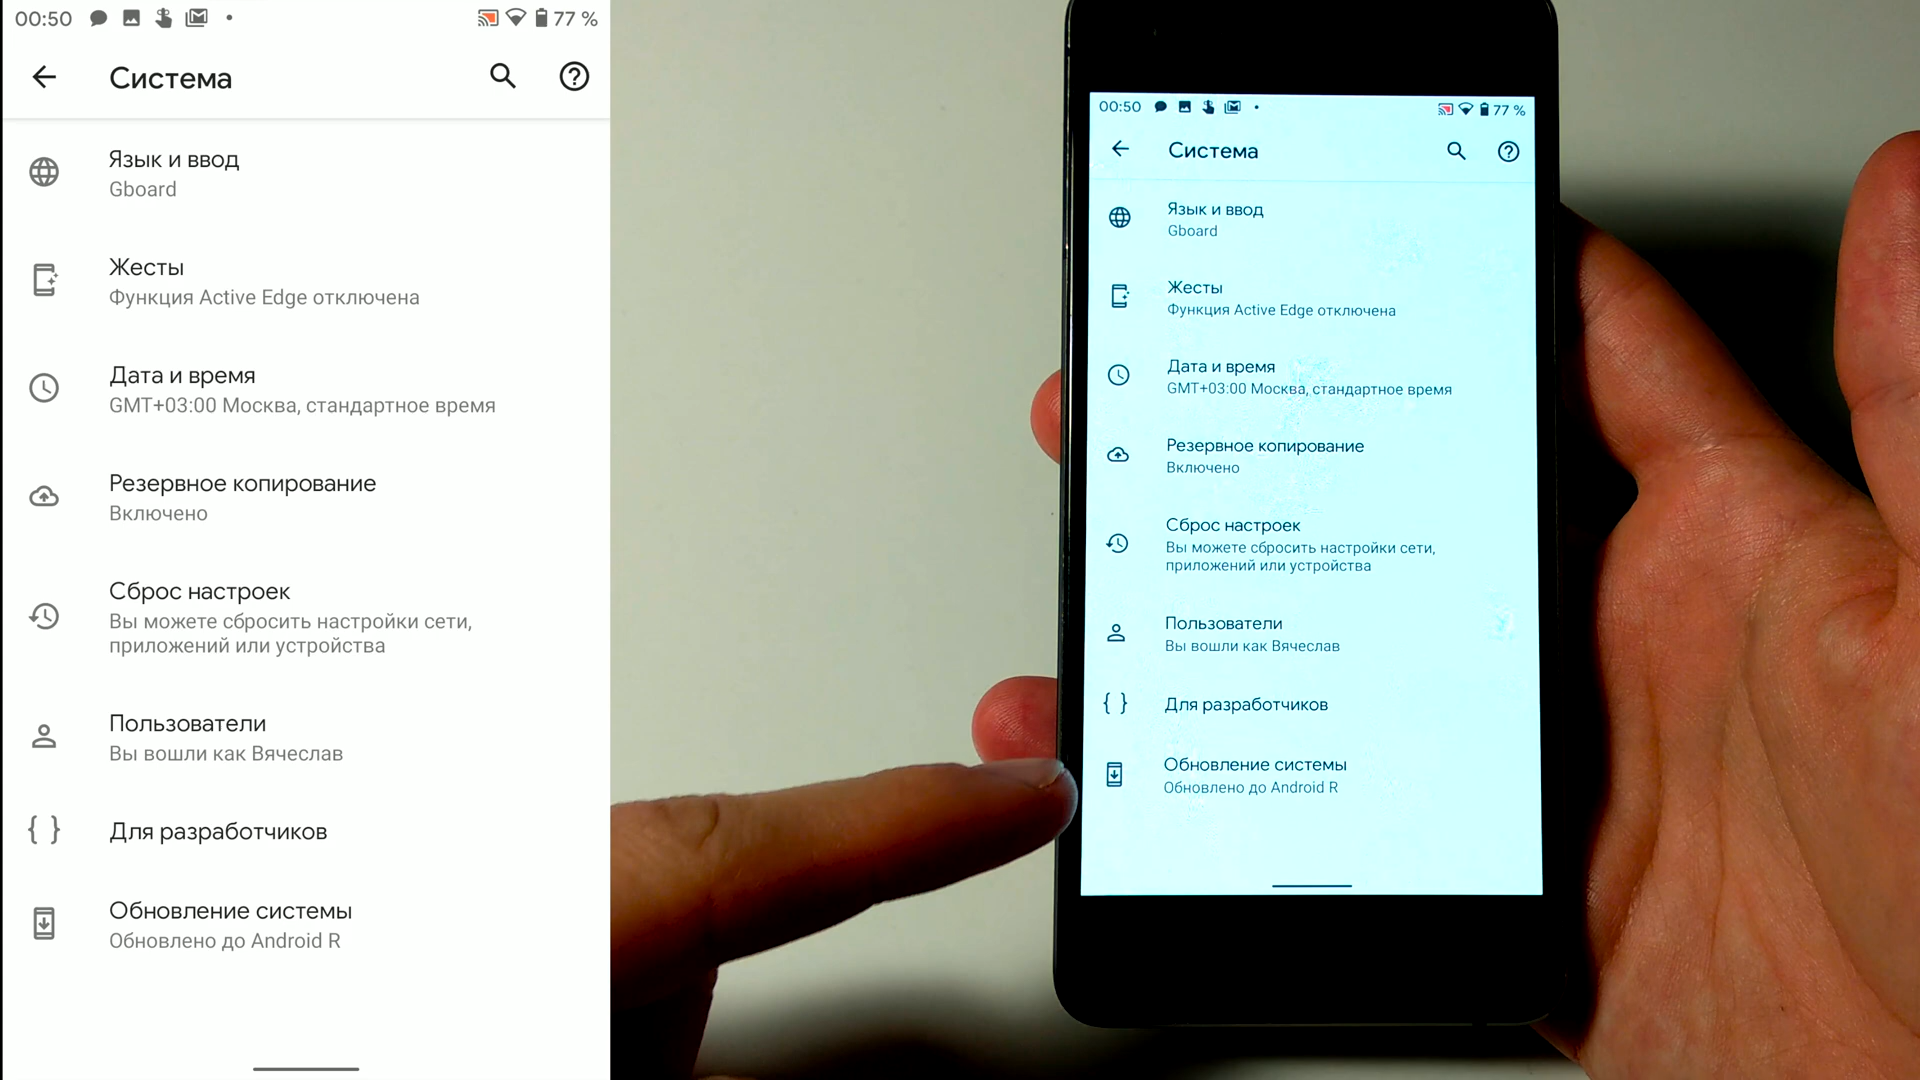 00:50
77 %
Система
Язык и ввод
Gboard
Жесты
Функция Active Edge отключена
Дата и время
GMT+03:00 Москва, стандартное время
Резервное копирование
Включено
Сброс настроек
Вы можете сбросить настройки сети,
приложений или устройства
Пользователи
Вы вошли как Вячеслав
{ } Для разработчиков
Обновление системы
Обновлено до Android R
00:50
77 %
Система
Язык и ввод
Gboard
Жесты
Функция Active Edge отключена
Дата и время
GMT+03:00 Москва, стандартное время
Резервное копирование
Включено
Сброс настроек
Вы можете сбросить настройки сети,
приложений или устройства
Пользователи
Вы вошли как Вячеслав
{ } Для разработчиков
Обновление системы
Обновлено до Android R